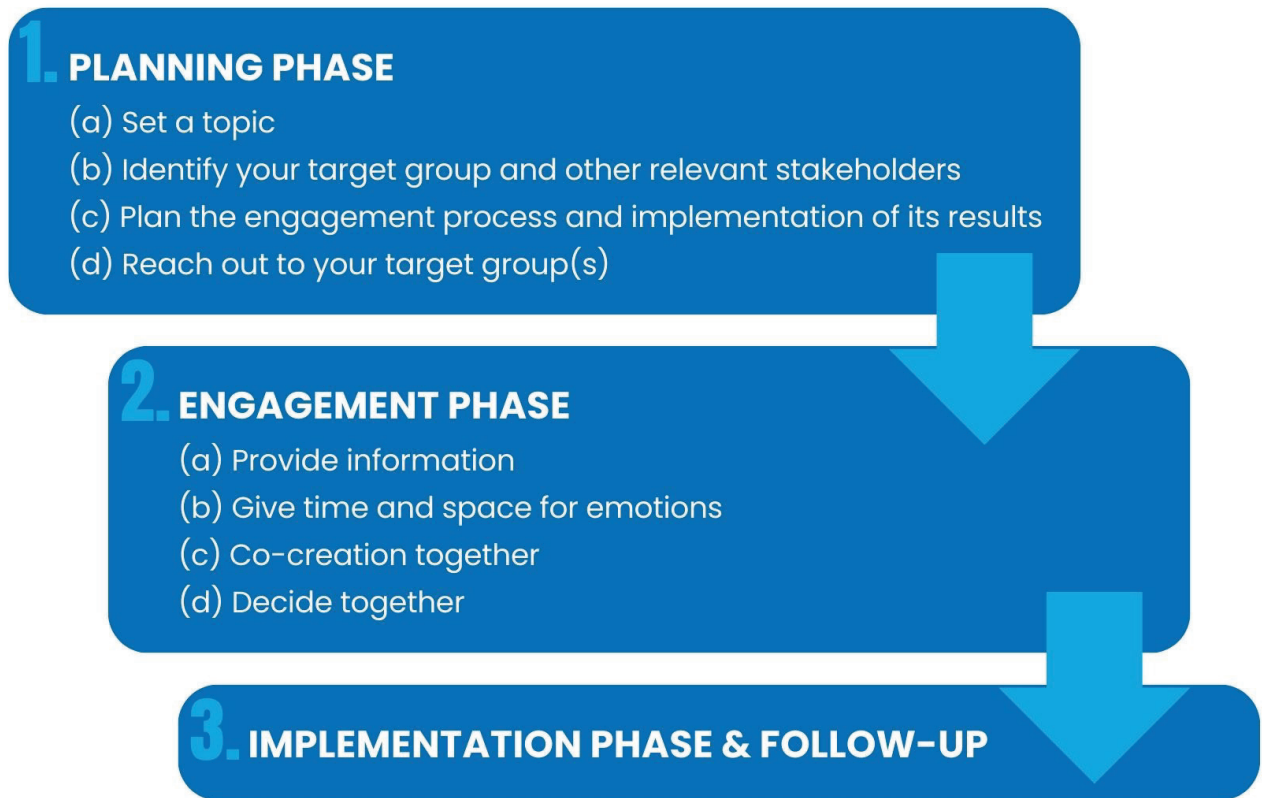 1. PLANNING PHASE
(a) Set a topic
(b) Identify your target group and other relevant stakeholders
(c) Plan the engagement process and implementation of its results
(d) Reach out to your target group(s)
2. ENGAGEMENT PHASE
(a) Provide information
(b) Give time and space for emotions
(c) Co-creation together
(d) Decide together
3. IMPLEMENTATION PHASE & FOLLOW-UP